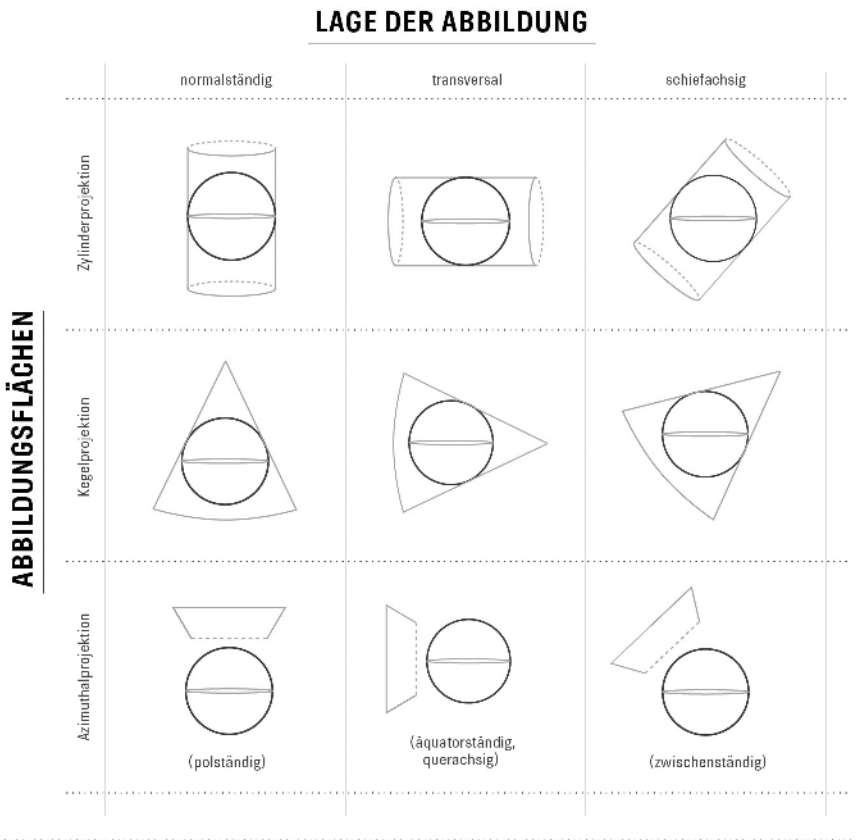 LAGE DER ABBILDUNG
normalständig
transversal
schiefachsig
ABBILDUNGSFLÄCHEN
Zylinderprojektion
Kegelprojektion
Azimuthalprojektion
(polständig)
(äquatorständig,
querachsig)
(zwischenständig)